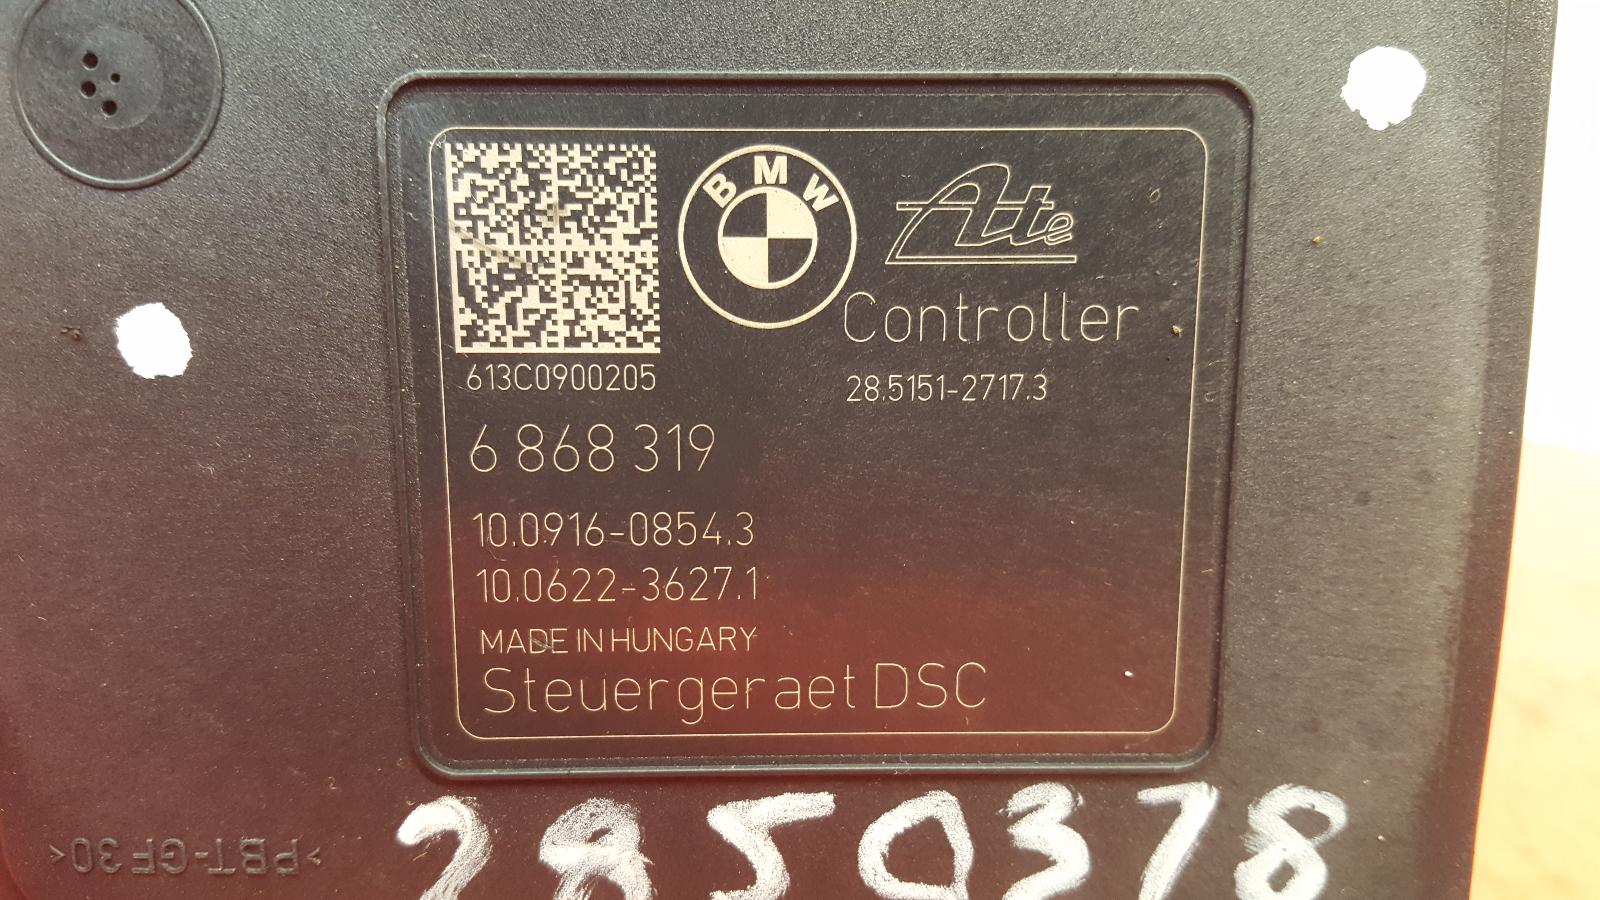 BMW
Ate
Controller
613C0900205
28.5151-2717.3
6 868 319
10.0916-0854.3
10.0622-3627.1
MADE IN HUNGARY
Steuergeraet DSC
2850378
>PBT-GF30<